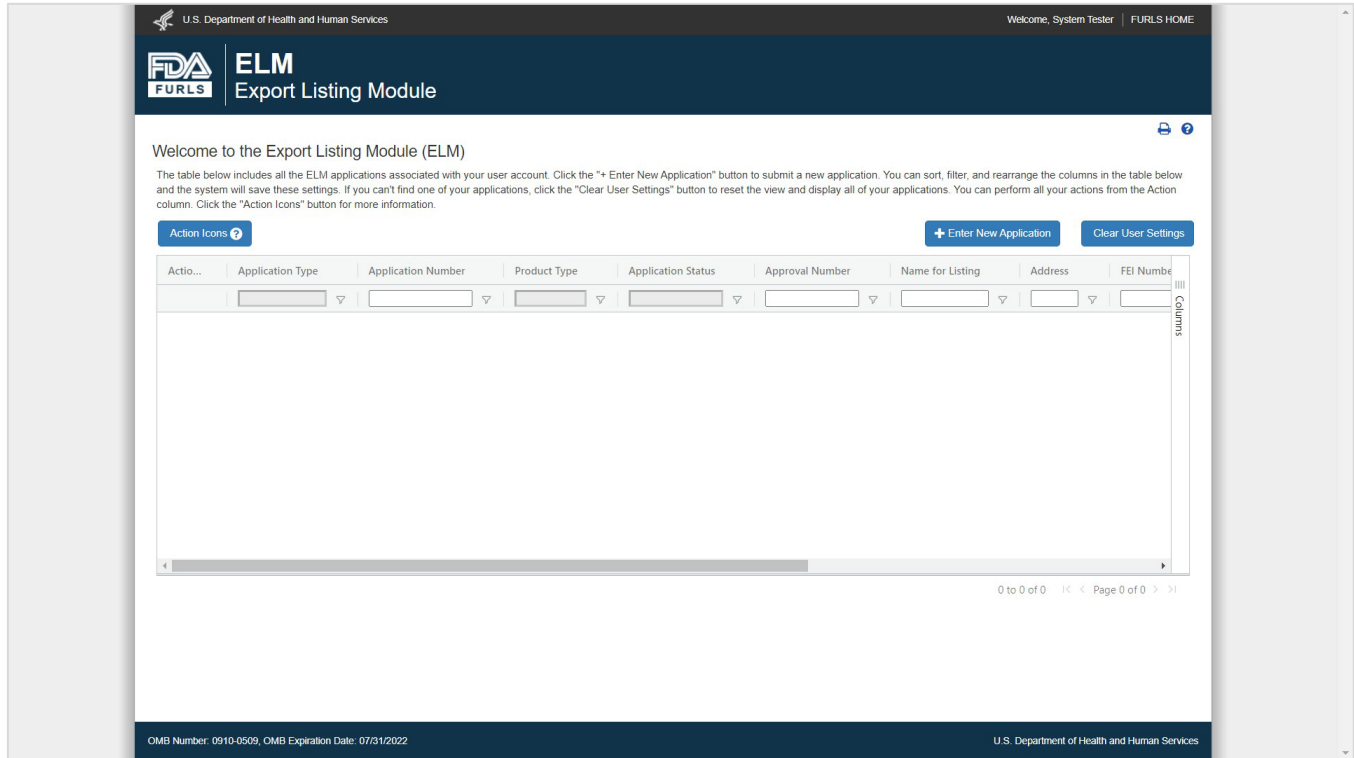 U.S. Department of Health and Human Services
Welcome, System Tester | FURLS HOME
FDA
FURLS
ELM
Export Listing Module
Welcome to the Export Listing Module (ELM)
The table below includes all the ELM applications associated with your user account. Click the "+ Enter New Application" button to submit a new application. You can sort, filter, and rearrange the columns in the table below
and the system will save these settings. If you can't find one of your applications, click the "Clear User Settings" button to reset the view and display all of your applications. You can perform all your actions from the Action
column. Click the "Action Icons" button for more information.
Action Icons ?
+ Enter New Application
Clear User Settings
Actio... Application Type Application Number Product Type Application Status Approval Number Name for Listing Address FEI Numbe
Columns
0 to 0 of 0 Page 0 of 0
OMB Number: 0910-0509, OMB Expiration Date: 07/31/2022
U.S. Department of Health and Human Services